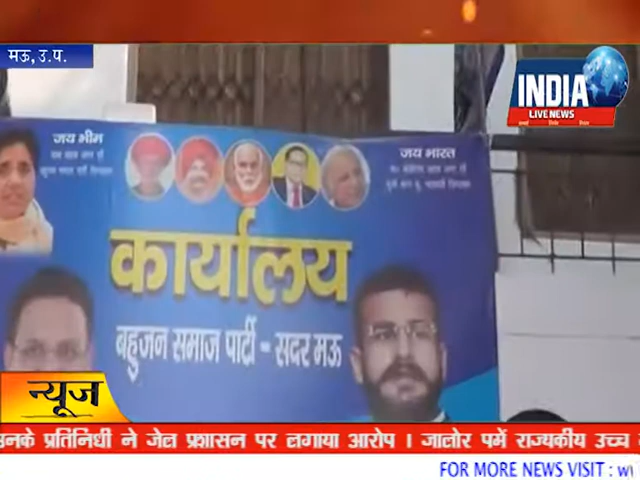 मऊ, उ.प.
INDIA
LIVE NEWS
जय भीम
जय भारत
कार्यालय
बहुजन समाज पार्टी - सदर मऊ
न्यूज़
उनके प्रतिनिधी ने जेल प्रशासन पर लगाया आरोप । जालोर पमें राज्यकीय उच्च
FOR MORE NEWS VISIT : w